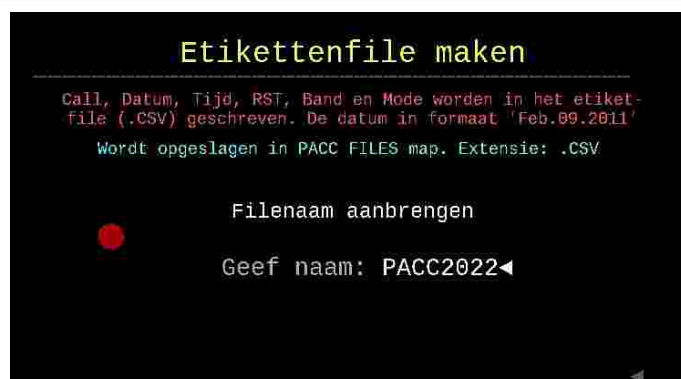 Etikettenfile maken
Call, Datum, Tijd, RST, Band en Mode worden in het etiket-
file (.CSV) geschreven. De datum in formaat 'Feb.09.2011'
Wordt opgeslagen in PACC FILES map. Extensie: .CSV
Filenaam aanbrengen
Geef naam: PACC2022◄